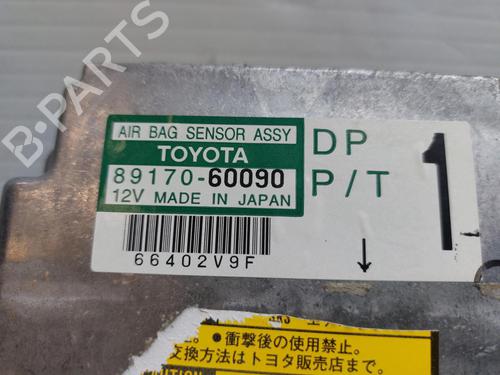 B-PARTS
AIR BAG SENSOR ASSY
TOYOTA
89170-60090
12V MADE IN JAPAN
66402V9F
DP
P/T
1
●衝撃後の使用禁止。
交換方法はトヨタ販売店まで。